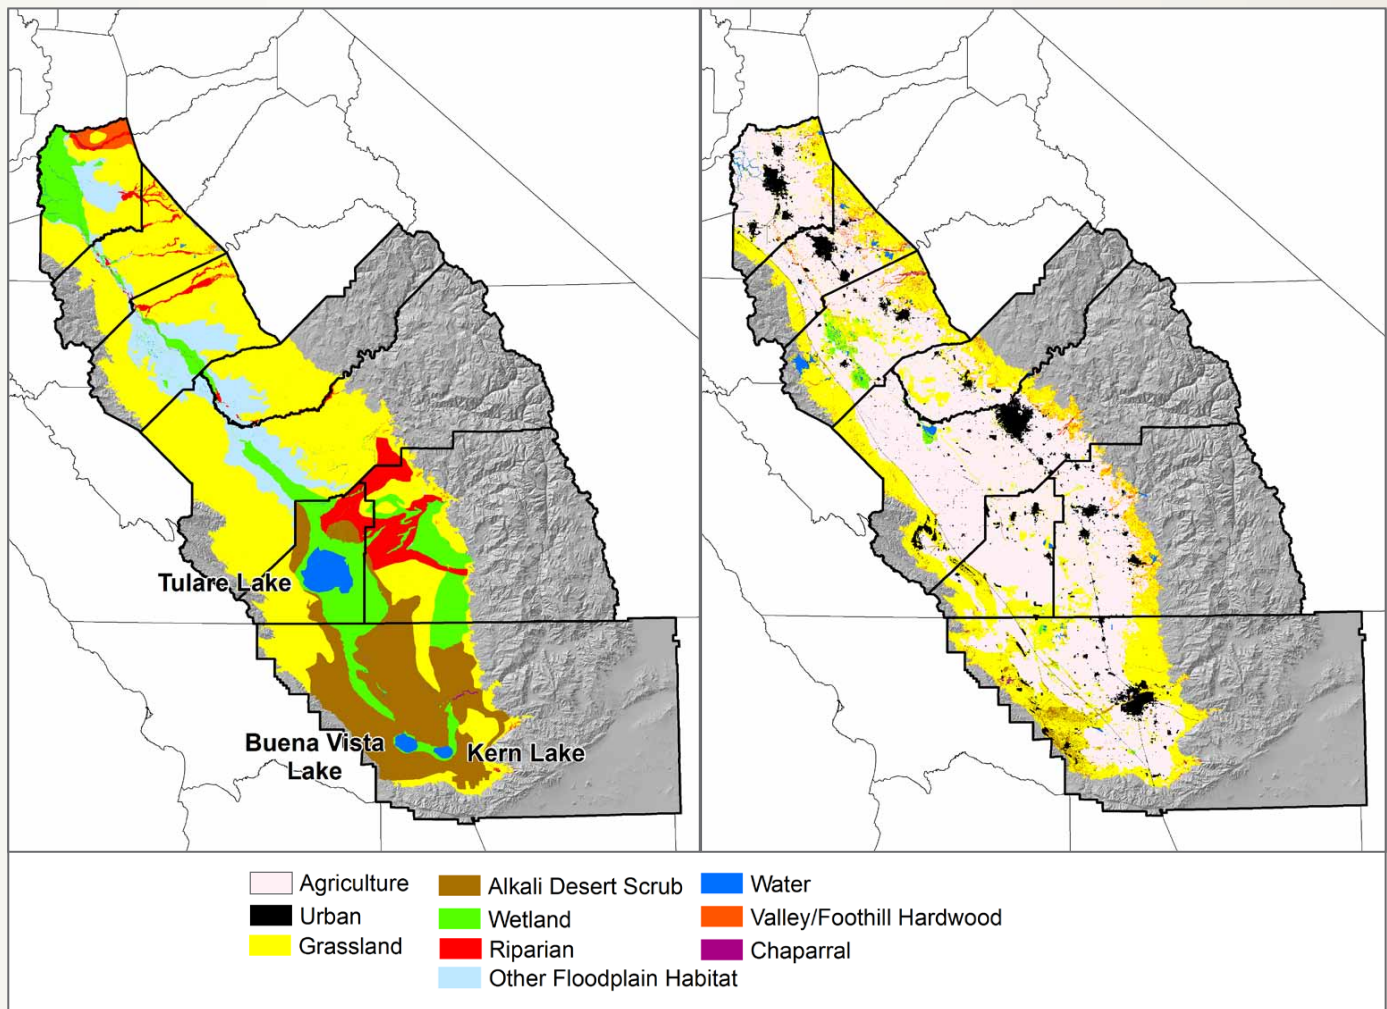 Tulare Lake
Buena Vista
Lake
Kern Lake
Agriculture
Urban
Grassland
Alkali Desert Scrub
Wetland
Riparian
Other Floodplain Habitat
Water
Valley/Foothill Hardwood
Chaparral